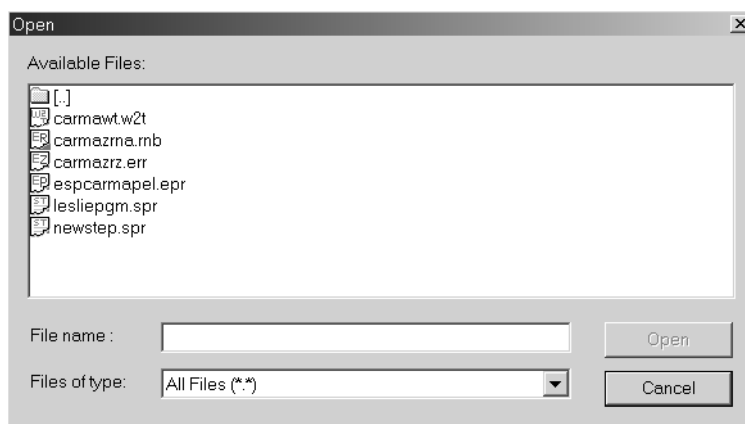 Open
Available Files:
[..]
carmawt.w2t
carmazrna.rnb
carmazrz.err
espcarmapel.epr
lesliepgm.spr
newstep.spr
File name :
Open
Files of type:
All Files (*.*)
Cancel